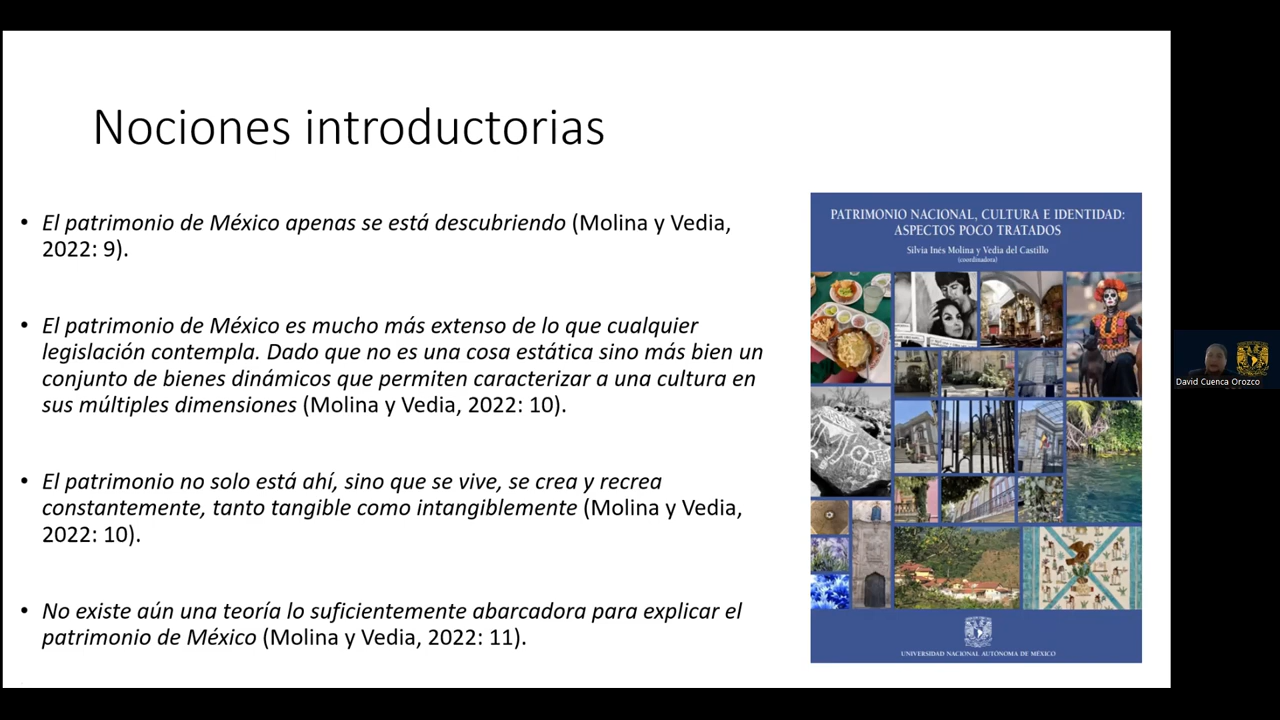 Nociones introductorias
• El patrimonio de México apenas se está descubriendo (Molina y Vedia,
2022: 9).
• El patrimonio de México es mucho más extenso de lo que cualquier
legislación contempla. Dado que no es una cosa estática sino más bien un
conjunto de bienes dinámicos que permiten caracterizar a una cultura en
sus múltiples dimensiones (Molina y Vedia, 2022: 10).
• El patrimonio no solo está ahí, sino que se vive, se crea y recrea
constantemente, tanto tangible como intangiblemente (Molina y Vedia,
2022: 10).
• No existe aún una teoría lo suficientemente abarcadora para explicar el
patrimonio de México (Molina y Vedia, 2022: 11).
PATRIMONIO NACIONAL, CULTURA E IDENTIDAD:
ASPECTOS POCO TRATADOS
Silvia Inés Molina y Vedia del Castillo
(coordinadora)
UNIVERSIDAD NACIONAL AUTÓNOMA DE MÉXICO
David Cuenca Orozco